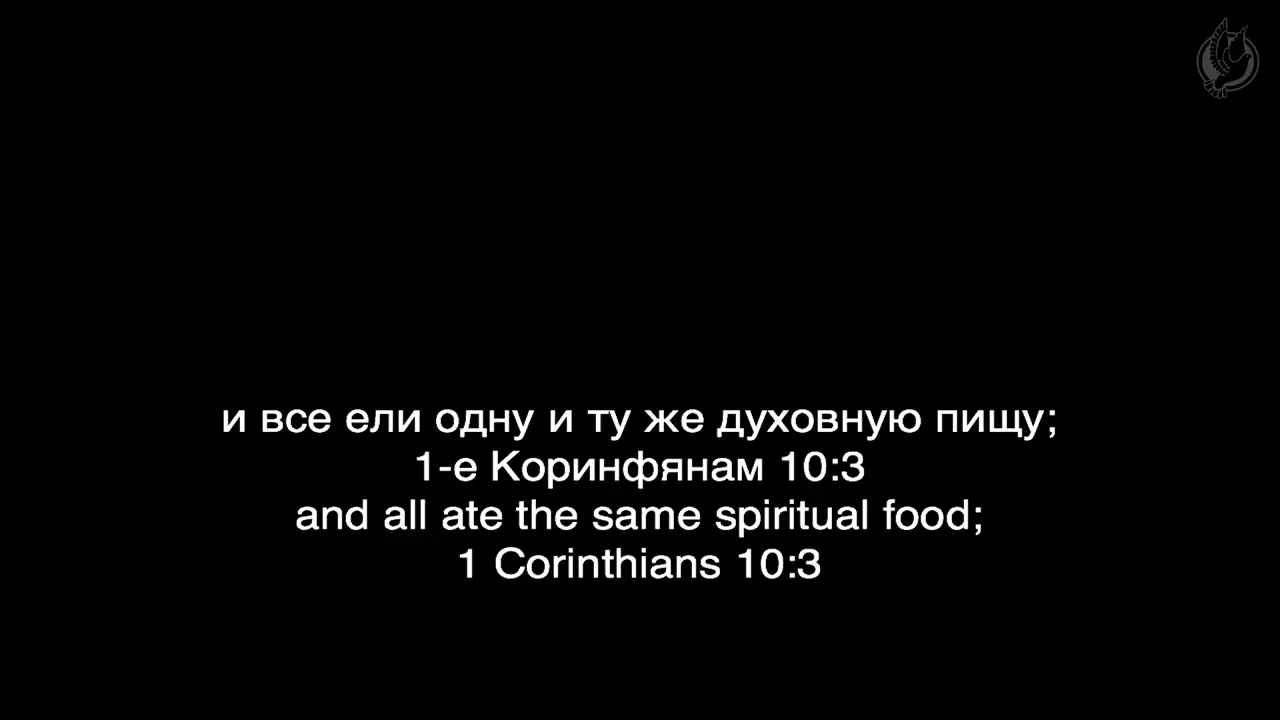 и все ели одну и ту же духовную пищу;
1-е Коринфянам 10:3
and all ate the same spiritual food;
1 Corinthians 10:3